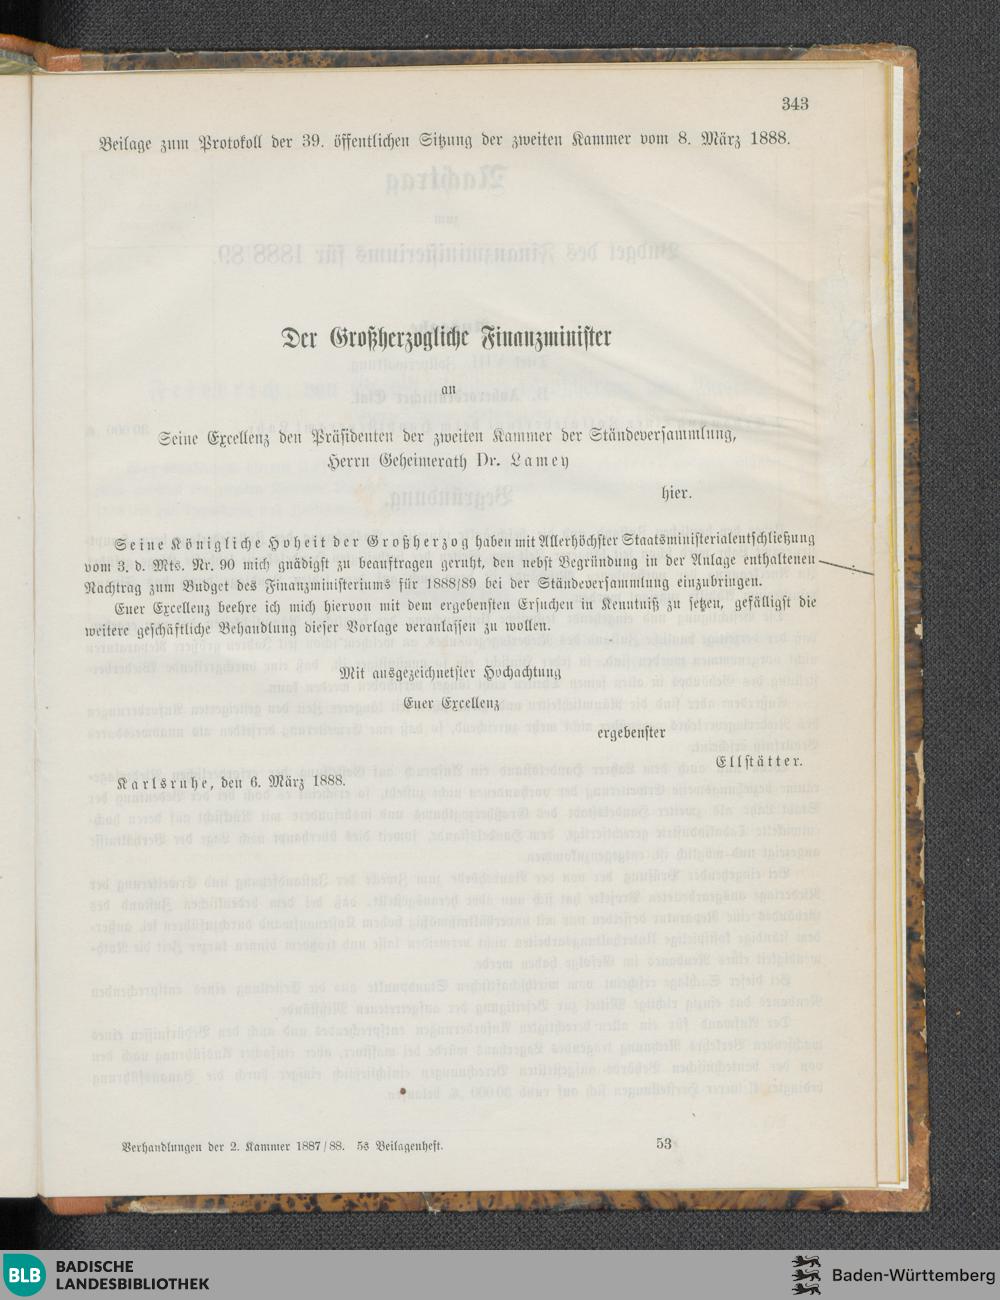 343
Beilage zum Protokoll der 39. öffentlichen Sitzung der zweiten Kammer vom 8. März 1888.
Der Großherzogliche Finanzminister
an
Seine Excellenz den Präsidenten der zweiten Kammer der Ständeversammlung,
Herrn Geheimerath Dr. Lamey
hier.
Seine Königliche Hoheit der Großherzog haben mit Allerhöchster Staatsministerialentschließung
vom 3. d. Mts. Nr. 90 mich gnädigst zu beauftragen geruht, den nebst Begründung in der Anlage enthaltenen
Nachtrag zum Budget des Finanzministeriums für 1888/89 bei der Ständeversammlung einzubringen.
Euer Excellenz beehre ich mich hiervon mit dem ergebensten Ersuchen in Kenntniß zu setzen, gefälligst die
weitere geschäftliche Behandlung dieser Vorlage veranlassen zu wollen.
Mit ausgezeichnetster Hochachtung
Euer Excellenz
ergebenster
Ellstätter.
Karlsruhe, den 6. März 1888.
Verhandlungen der 2. Kammer 1887/88. 5s Beilagenheft.
53
BLB
BADISCHE
LANDESBIBLIOTHEK
Baden-Württemberg